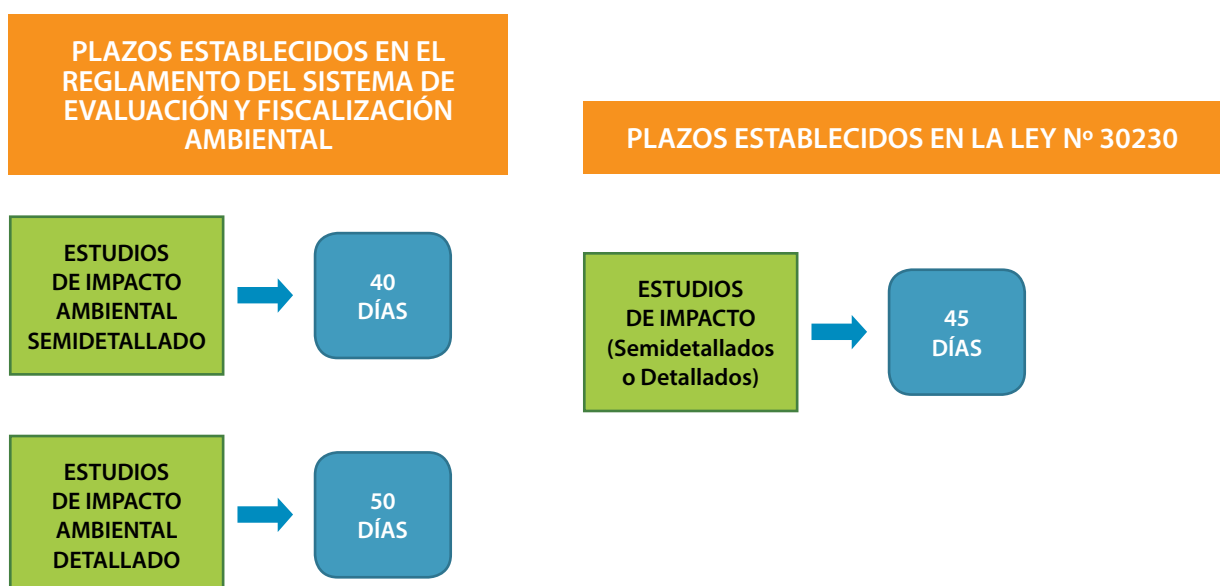 PLAZOS ESTABLECIDOS EN EL
REGLAMENTO DEL SISTEMA DE
EVALUACIÓN Y FISCALIZACIÓN
AMBIENTAL
ESTUDIOS
DE IMPACTO
AMBIENTAL
SEMIDETALLADO
40
DÍAS
ESTUDIOS
DE IMPACTO
AMBIENTAL
DETALLADO
50
DÍAS
PLAZOS ESTABLECIDOS EN LA LEY Nº 30230
ESTUDIOS
DE IMPACTO
(Semidetallados
o Detallados)
45
DÍAS